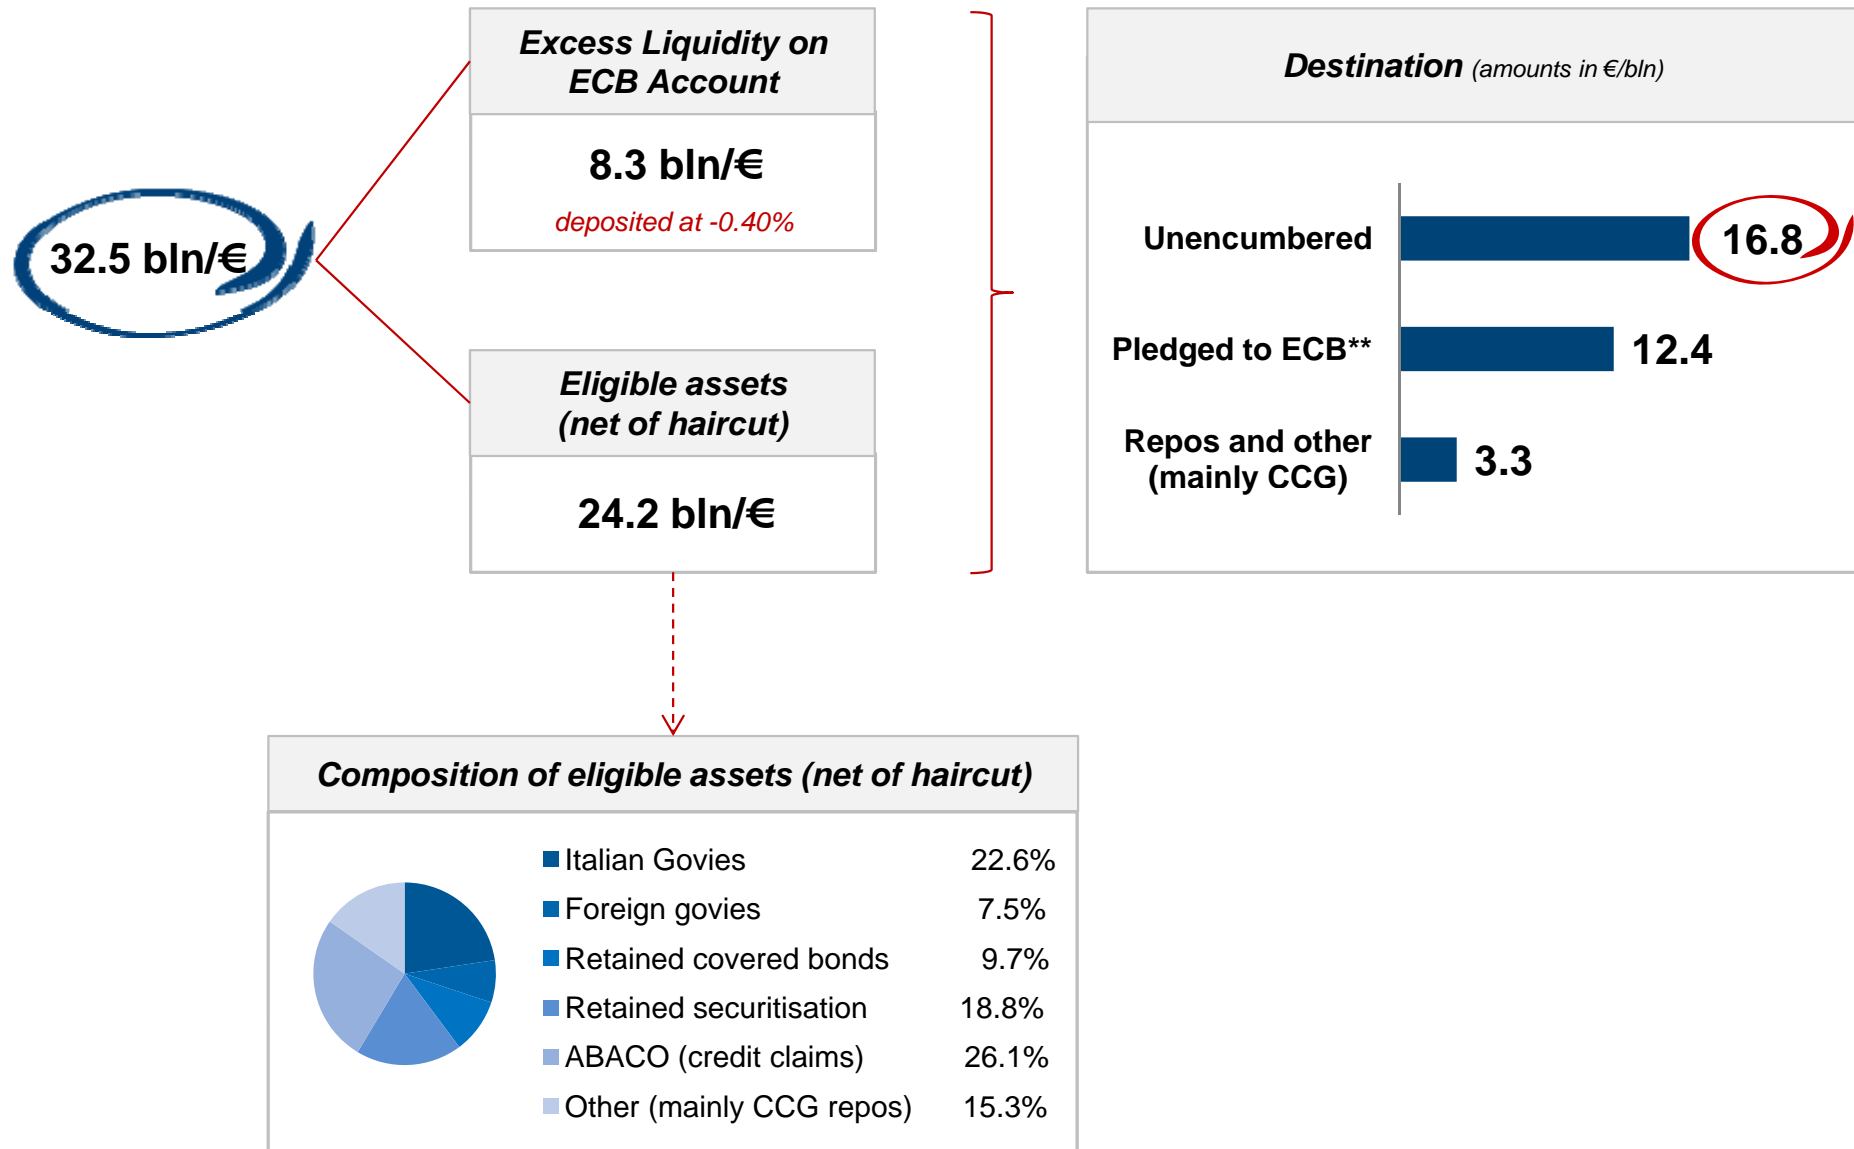 32.5 bln/€
Excess Liquidity on
ECB Account
8.3 bln/€
deposited at -0.40%
Eligible assets
(net of haircut)
24.2 bln/€
Destination (amounts in €/bln)
Unencumbered 16.8
Pledged to ECB** 12.4
Repos and other
(mainly CCG) 3.3
Composition of eligible assets (net of haircut)
Italian Govies 22.6%
Foreign govies 7.5%
Retained covered bonds 9.7%
Retained securitisation 18.8%
ABACO (credit claims) 26.1%
Other (mainly CCG repos) 15.3%